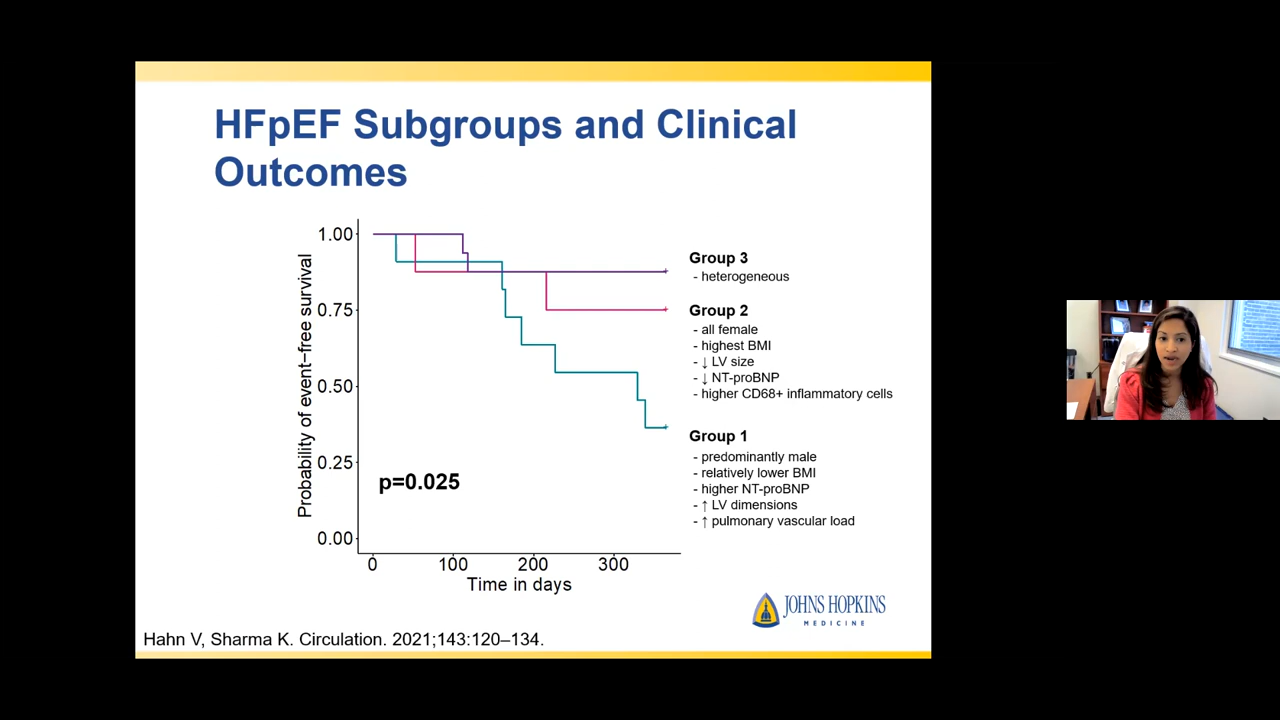 HFpEF Subgroups and Clinical
Outcomes
Probability of event−free survival
1.00
0.75
0.50
0.25
0.00
p=0.025
0 100 200 300
Time in days
Group 3
- heterogeneous
Group 2
- all female
- highest BMI
- ↓ LV size
- ↓ NT-proBNP
- higher CD68+ inflammatory cells
Group 1
- predominantly male
- relatively lower BMI
- higher NT-proBNP
- ↑ LV dimensions
- ↑ pulmonary vascular load
JOHNS HOPKINS
MEDICINE
Hahn V, Sharma K. Circulation. 2021;143:120–134.